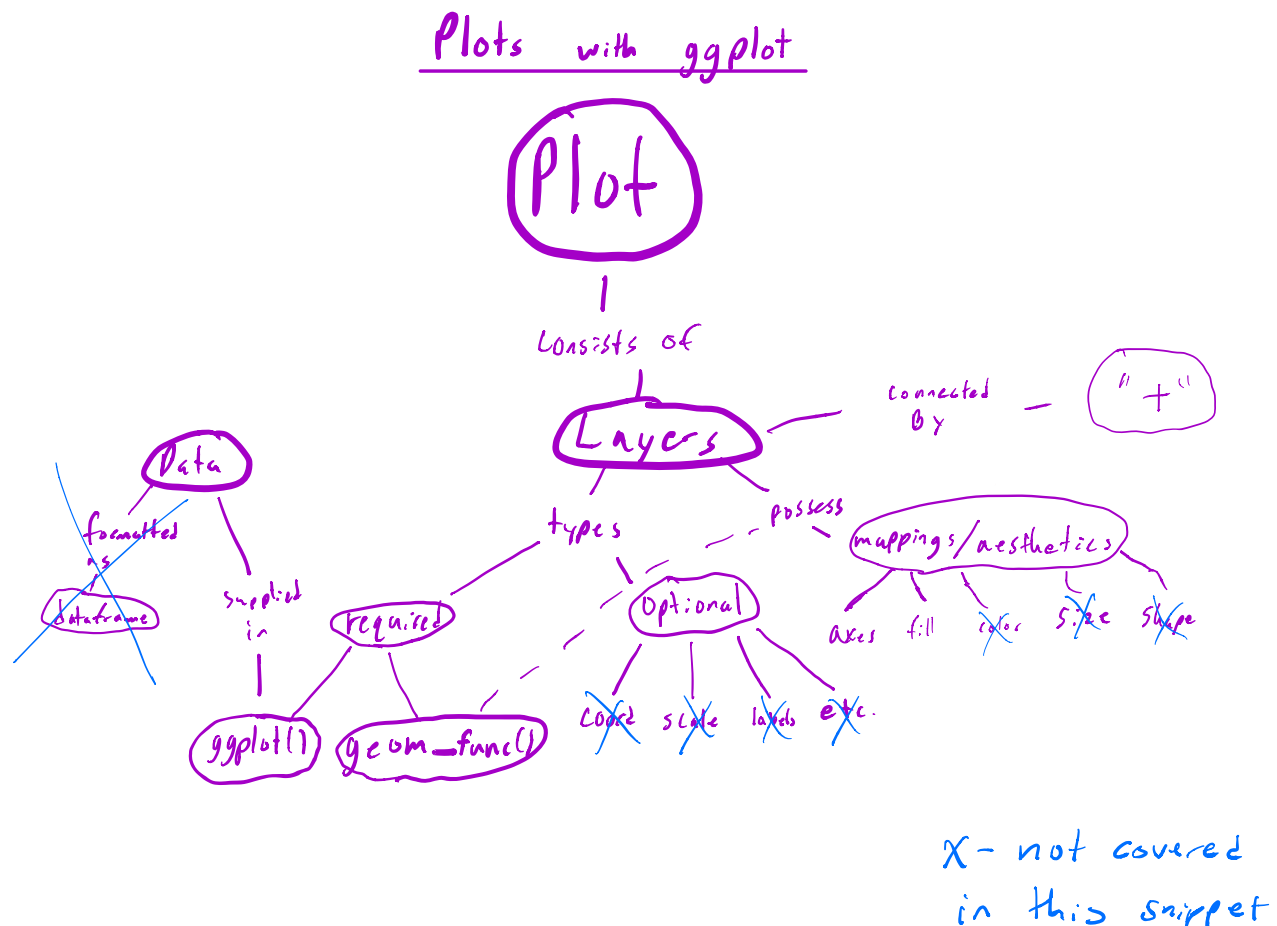 Plots with ggplot
Plot
consists of
Layers
connected
By
"+"
Data
formatted
as
dataframe
supplied
in
types
possess
mappings/aesthetics
required
optional
axes fill color size shape
ggplot()
geom_func()
coord scale labels etc.
X - not covered
in this snippet